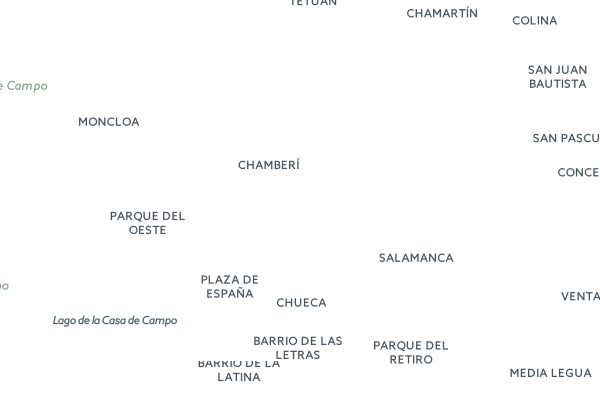 TETUÁN
CHAMARTÍN
COLINA
SAN JUAN
BAUTISTA
e Campo
MONCLOA
SAN PASCU
CHAMBERÍ
CONCE
PARQUE DEL
OESTE
SALAMANCA
PLAZA DE
ESPAÑA
po
CHUECA
VENTA
Lago de la Casa de Campo
BARRIO DE LAS
LETRAS
PARQUE DEL
RETIRO
BARRIO DE LA
LATINA
MEDIA LEGUA